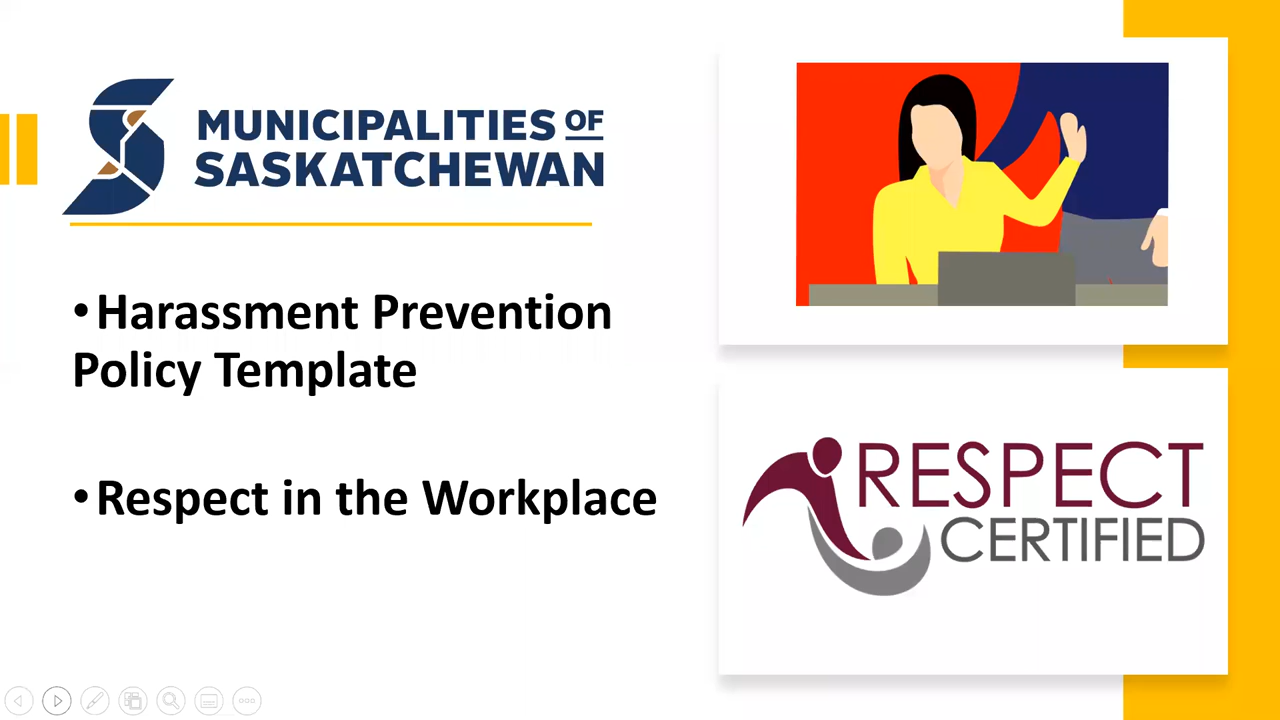 MUNICIPALITIES OF
SASKATCHEWAN
•Harassment Prevention
Policy Template
•Respect in the Workplace
RESPECT
CERTIFIED